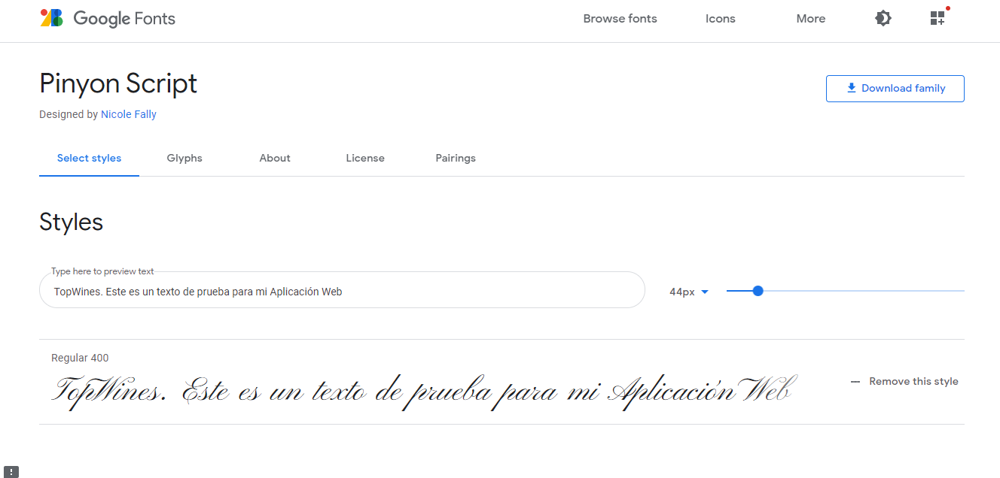 Google Fonts
Browse fonts
Icons
More
Pinyon Script
Download family
Designed by Nicole Fally
Select styles
Glyphs
About
License
Pairings
Styles
Type here to preview text
TopWines. Este es un texto de prueba para mi Aplicación Web
44px
Regular 400
TopWines. Este es un texto de prueba para mi Aplicación Web
Remove this style